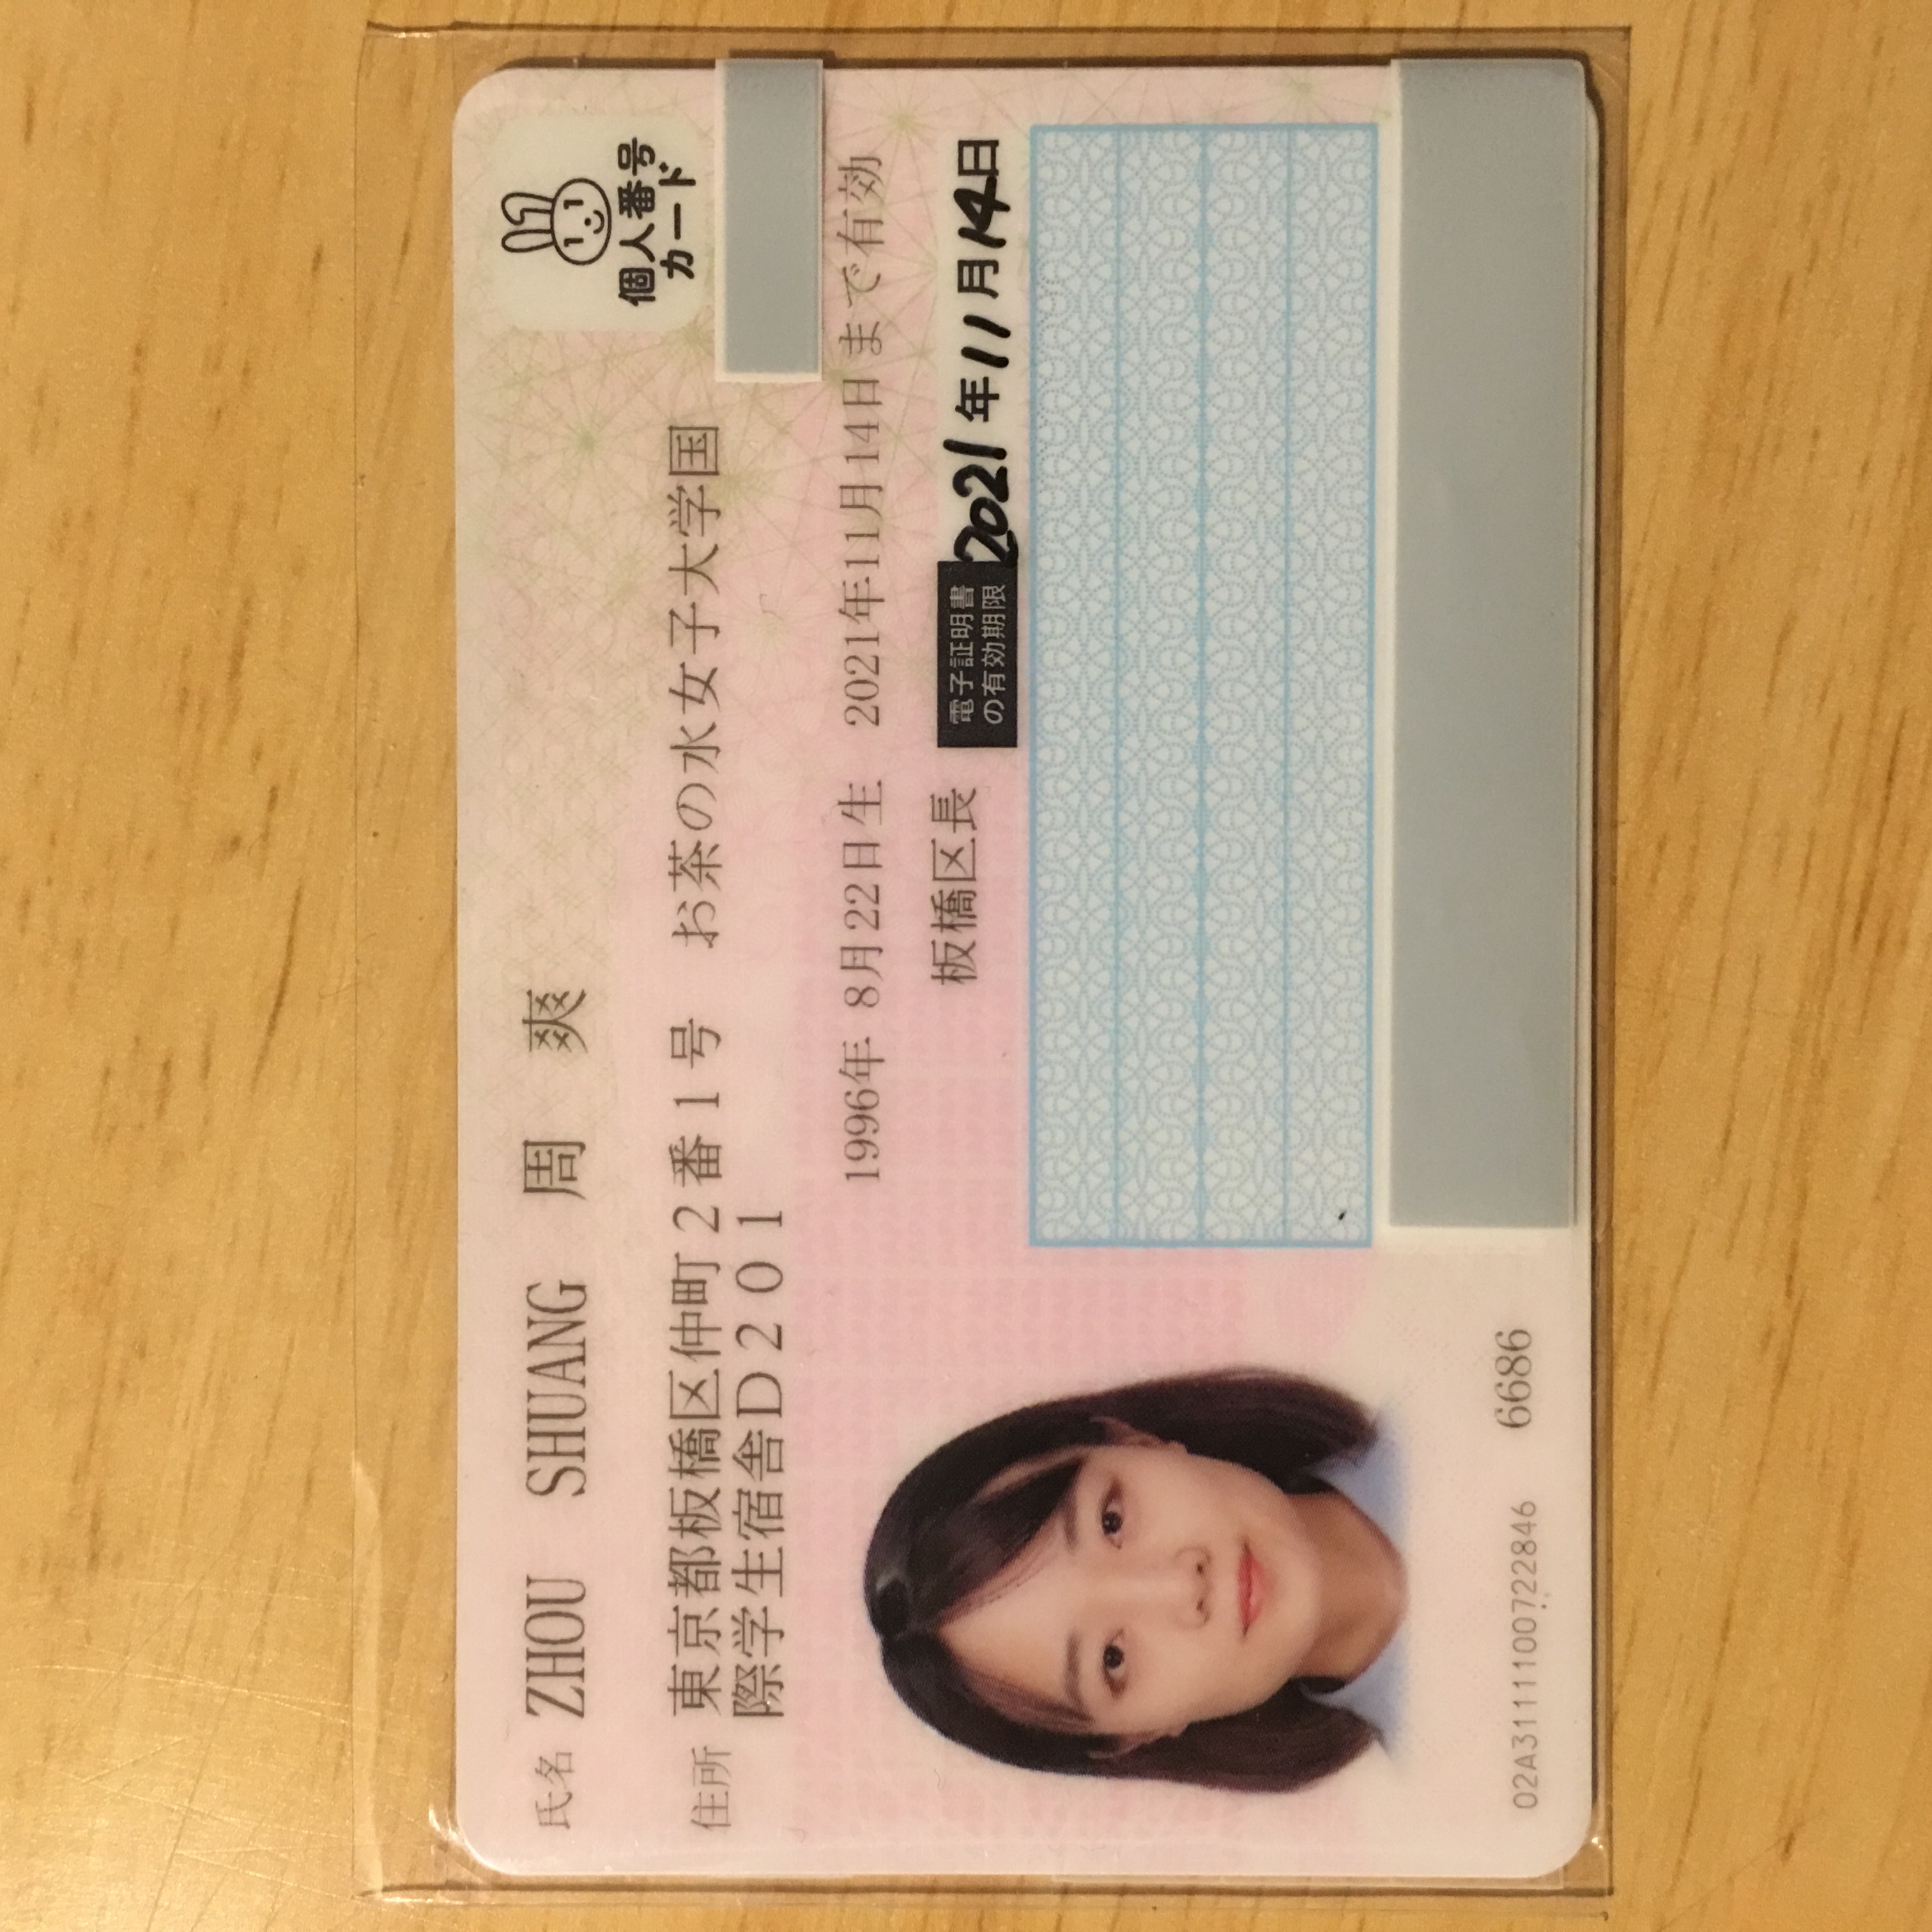 氏名 ZHOU SHUANG 周 爽
個人番号
カード
住所 東京都板橋区仲町2番1号 お茶の水女子大学国
際学生宿舎D201
1996年 8月22日生 2021年11月14日まで有効
板橋区長
電子証明書
の有効期限 2021年11月14日
02A3111100722846 6686